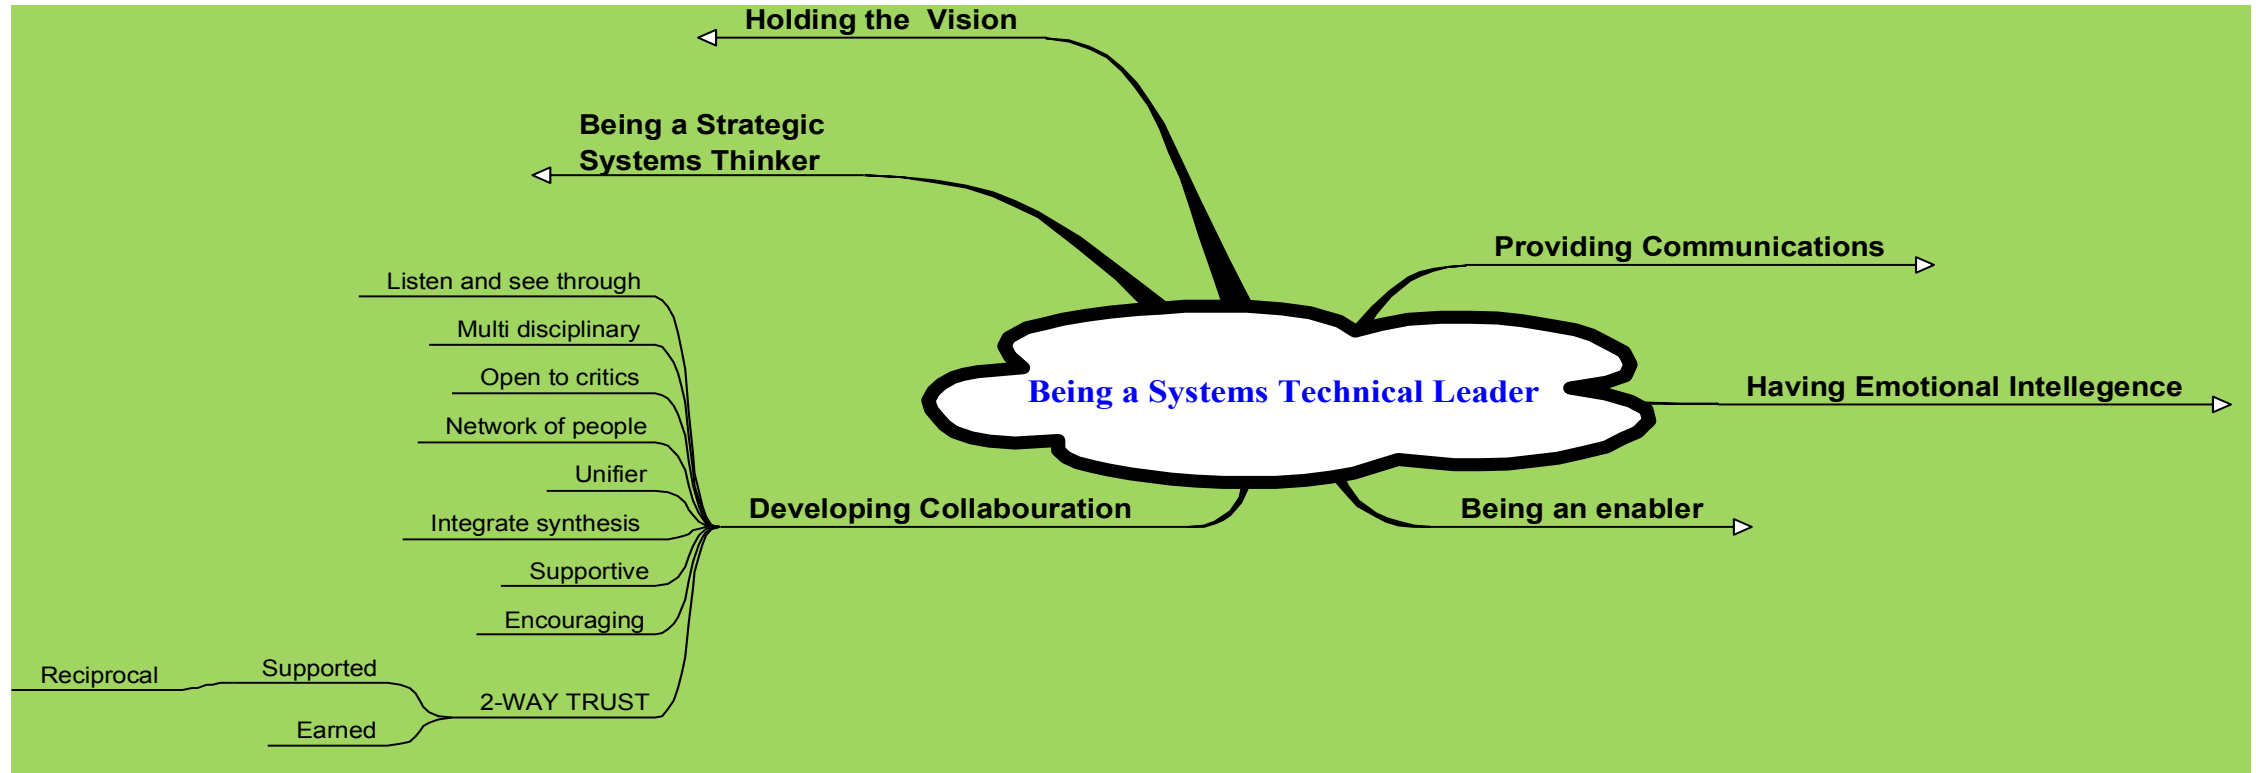 Holding the Vision
Being a Strategic
Systems Thinker
Providing Communications
Being a Systems Technical Leader
Having Emotional Intellegence
Being an enabler
Developing Collabouration
Listen and see through
Multi disciplinary
Open to critics
Network of people
Unifier
Integrate synthesis
Supportive
Encouraging
2-WAY TRUST
Supported
Reciprocal
Earned